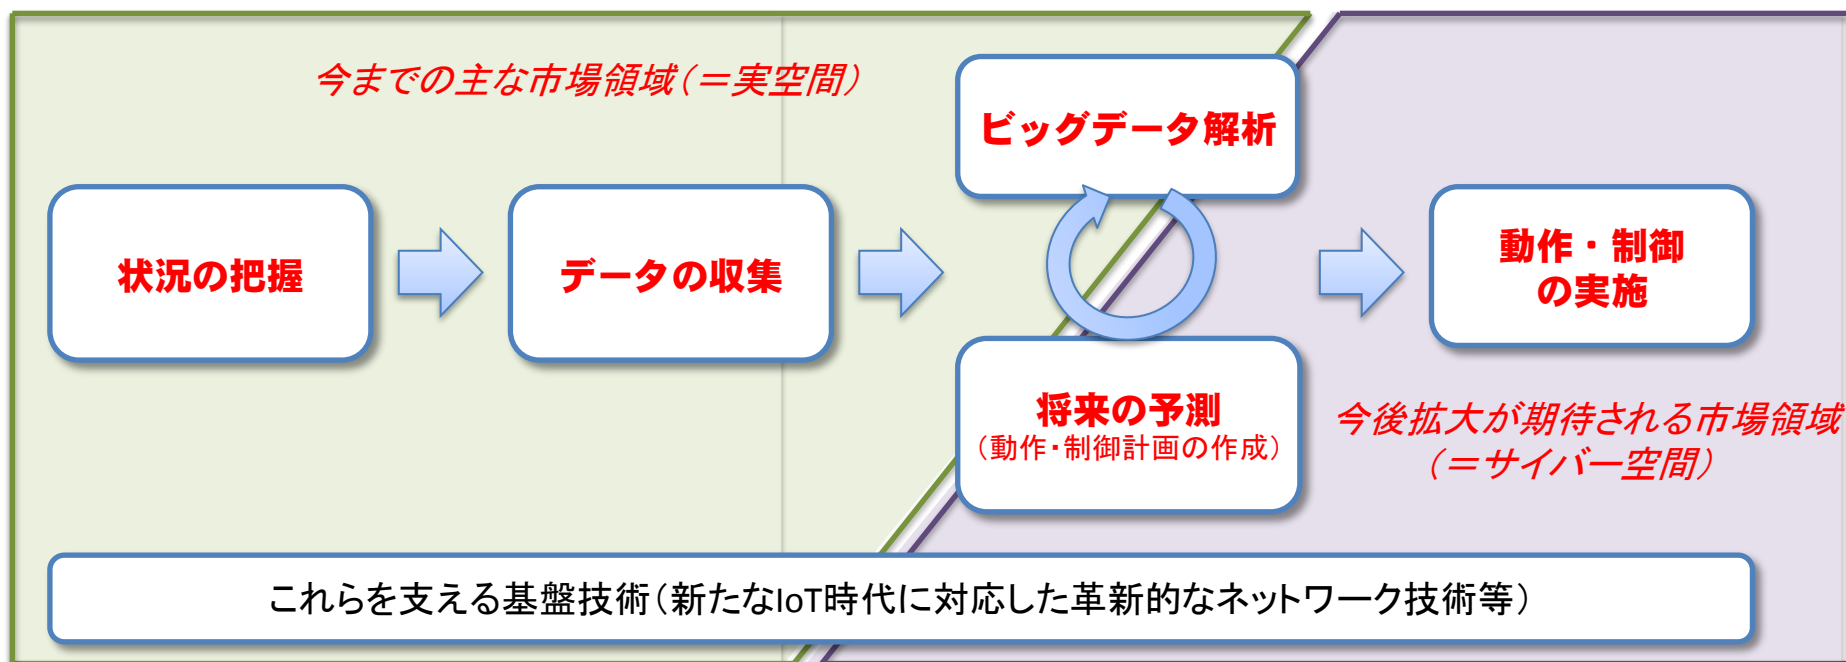 今までの主な市場領域（＝実空間）
ビッグデータ解析
状況の把握
データの収集
動作・制御
の実施
将来の予測
（動作・制御計画の作成）
今後拡大が期待される市場領域
（＝サイバー空間）
これらを支える基盤技術（新たなIoT時代に対応した革新的なネットワーク技術等）